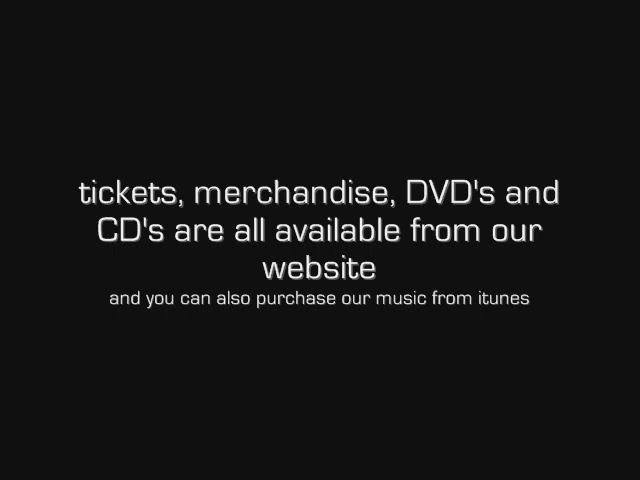 tickets, merchandise, DVD's and
CD's are all available from our
website
and you can also purchase our music from itunes